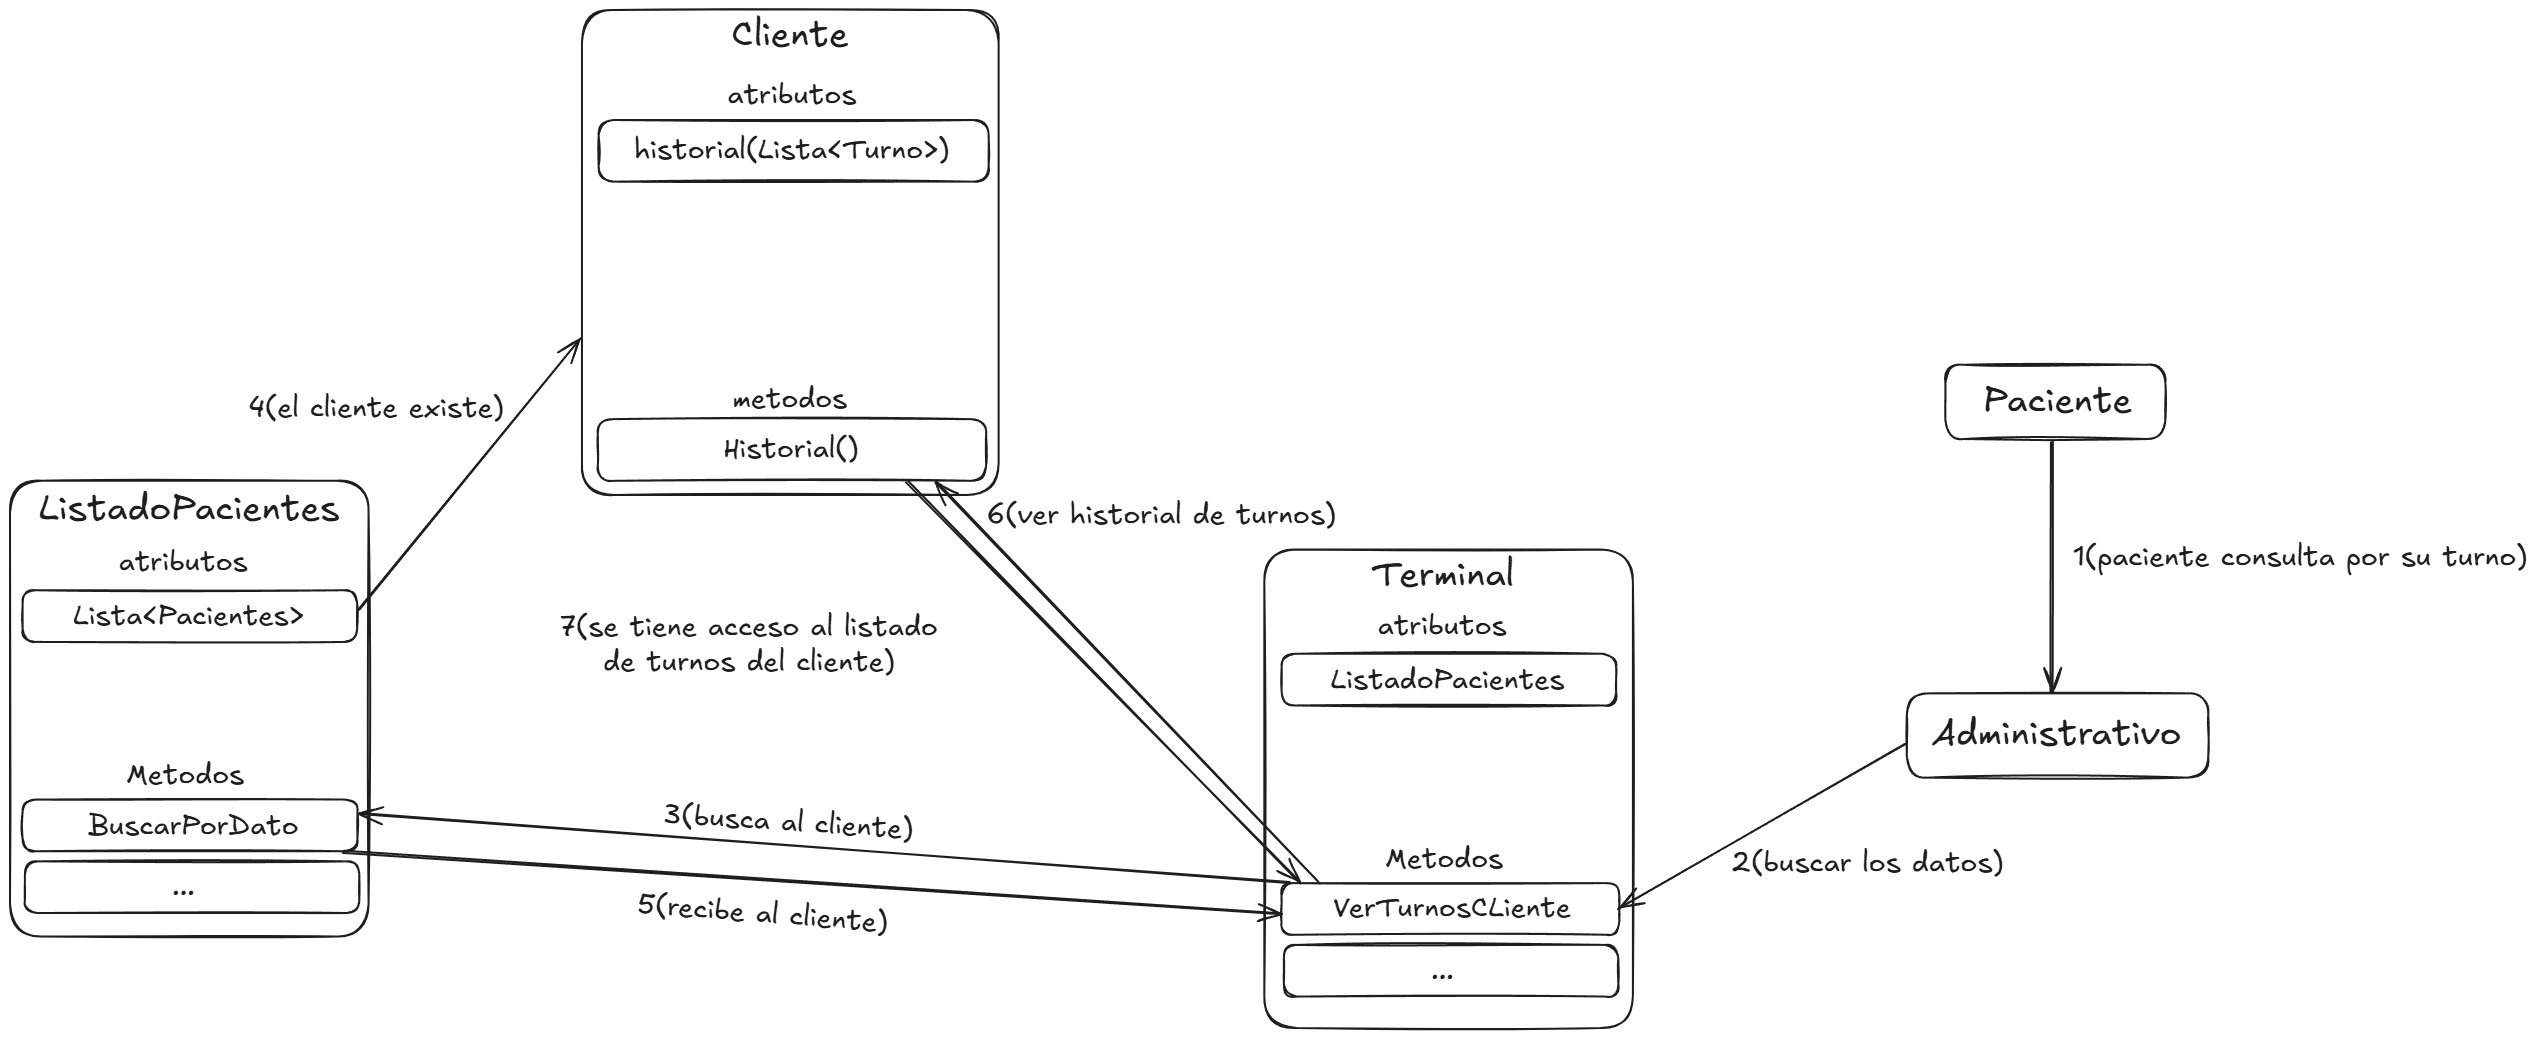 Cliente
atributos
historial(Lista<Turno>)
metodos
Historial()
4(el cliente existe)
ListadoPacientes
atributos
Lista<Pacientes>
Metodos
BuscarPorDato
...
6(ver historial de turnos)
7(se tiene acceso al listado
de turnos del cliente)
3(busca al cliente)
5(recibe al cliente)
Terminal
atributos
ListadoPacientes
Metodos
VerTurnosCLiente
...
Paciente
1(paciente consulta por su turno)
Administrativo
2(buscar los datos)